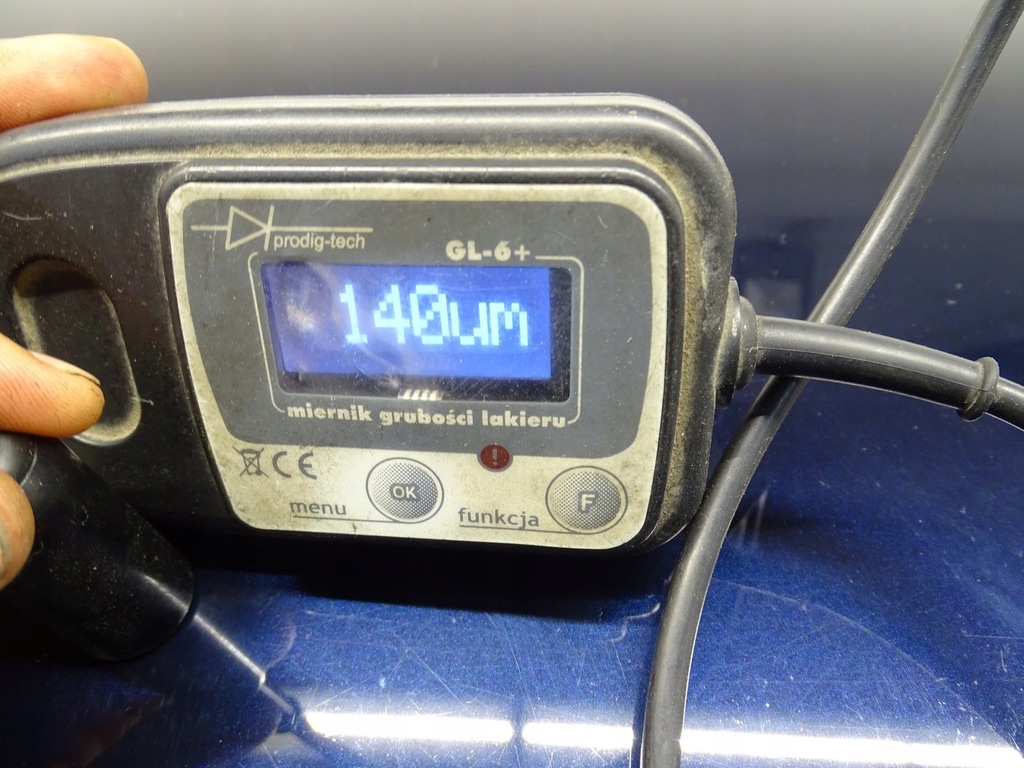 prodig-tech
GL-6+
140um
miernik grubości lakieru
CE
!
OK
menu
F
funkcja